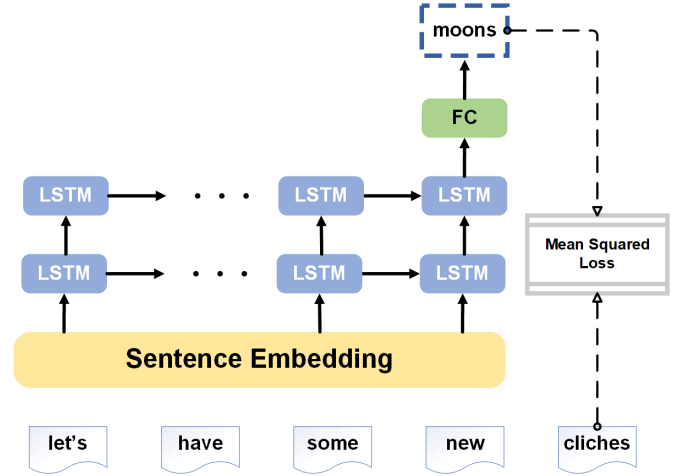 moons
FC
LSTM . . . LSTM LSTM
LSTM . . . LSTM LSTM
Mean Squared
Loss
Sentence Embedding
let's have some new cliches